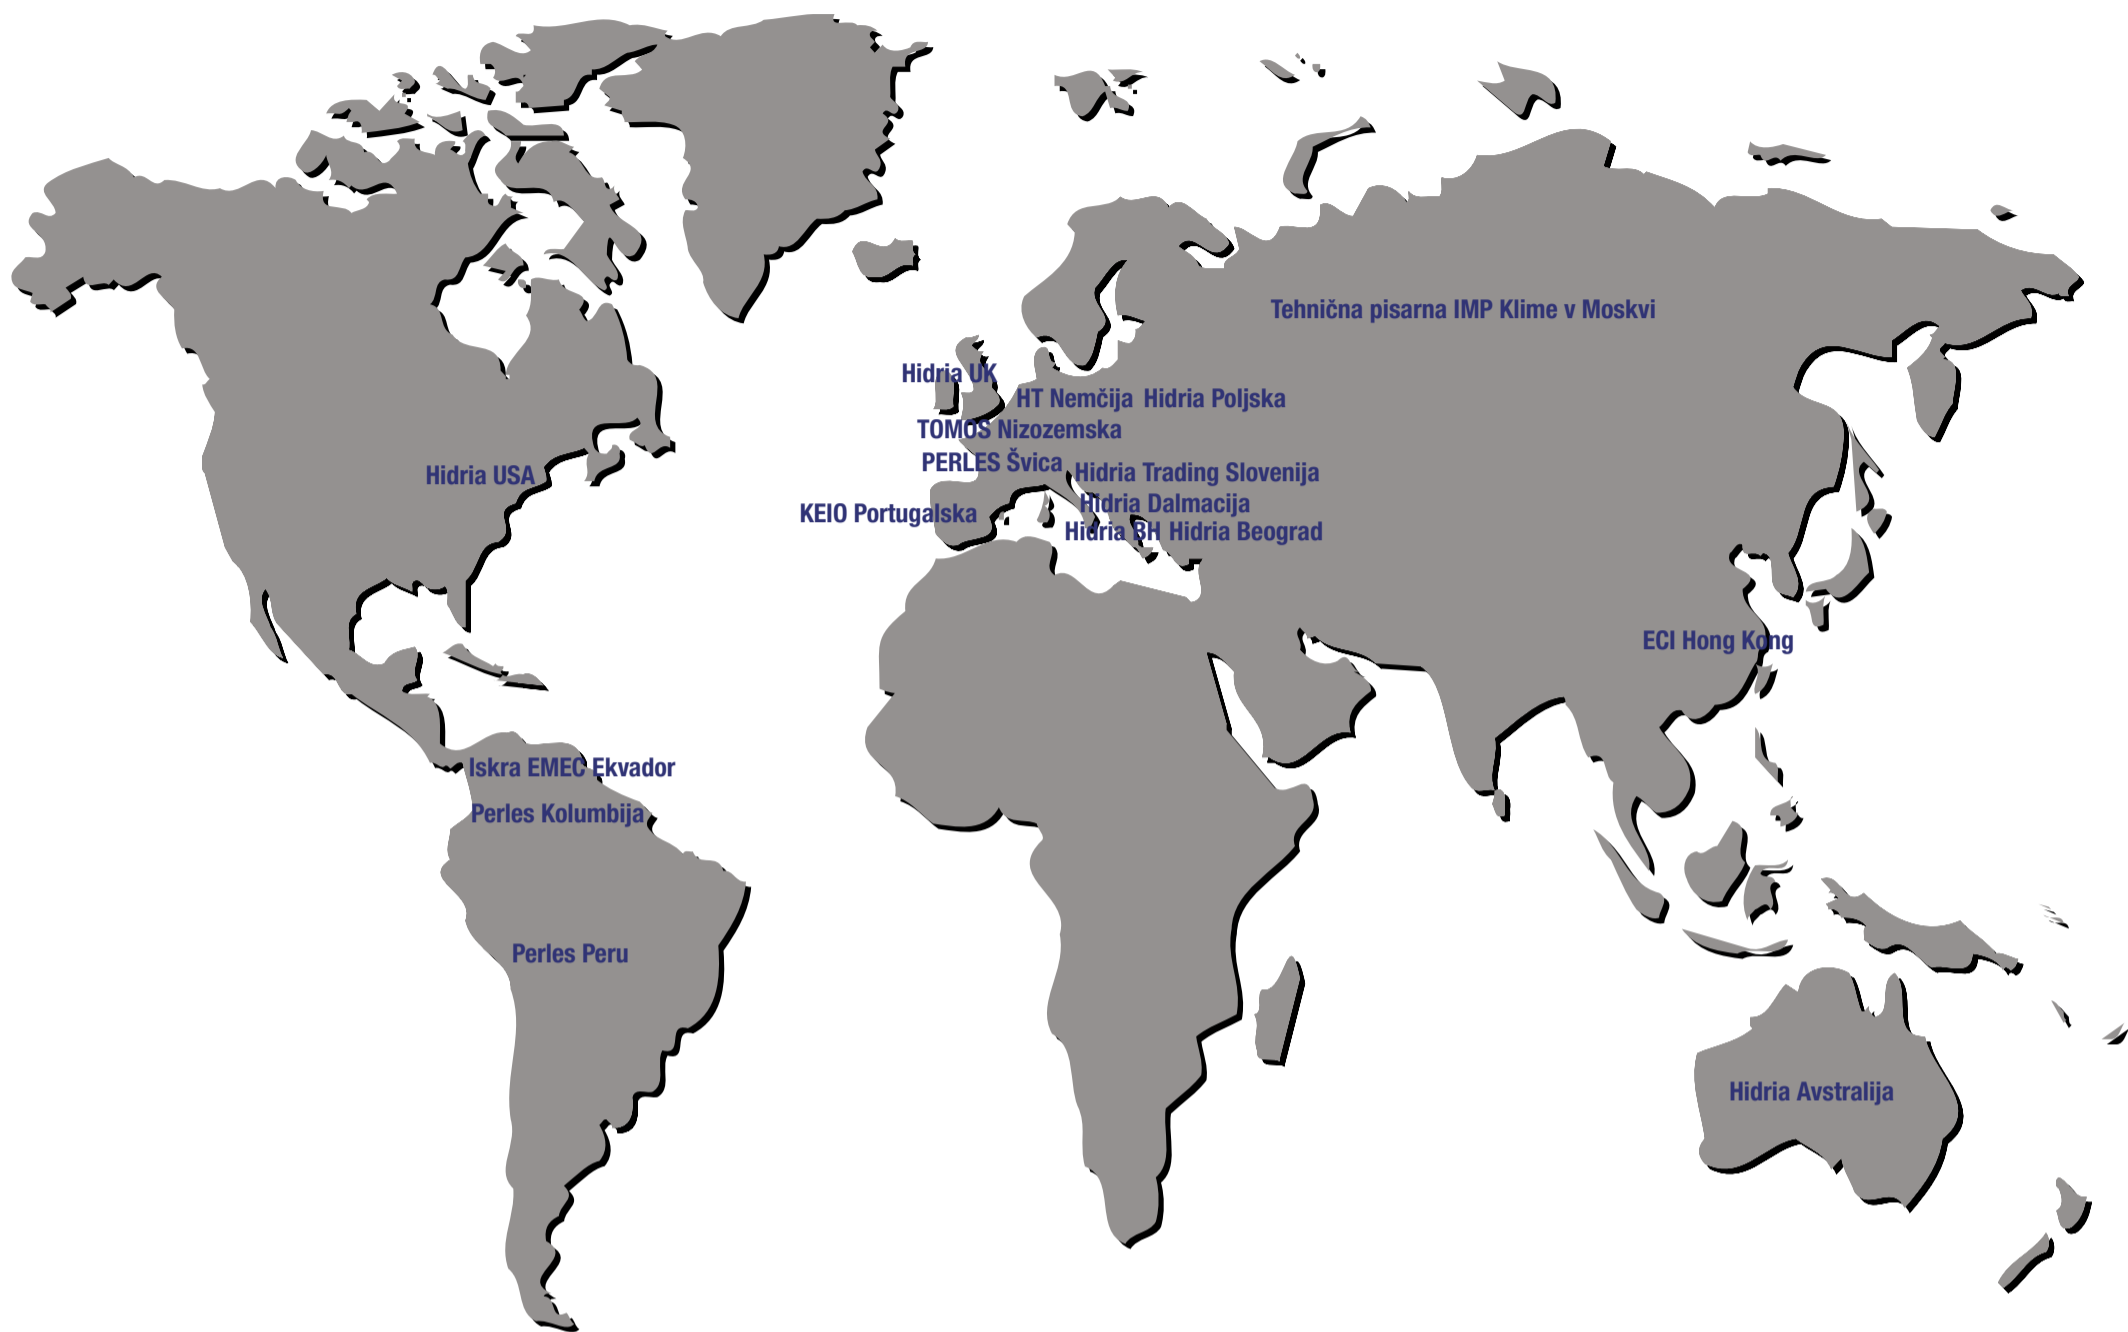 Tehnična pisarna IMP Klime v Moskvi
Hidria UK
HT Nemčija Hidria Poljska
TOMOS Nizozemska
PERLES Švica
Hidria Trading Slovenija
Hidria USA
Hidria Dalmacija
KEIO Portugalska
Hidria BH Hidria Beograd
ECI Hong Kong
Iskra EMEC Ekvador
Perles Kolumbija
Perles Peru
Hidria Avstralija